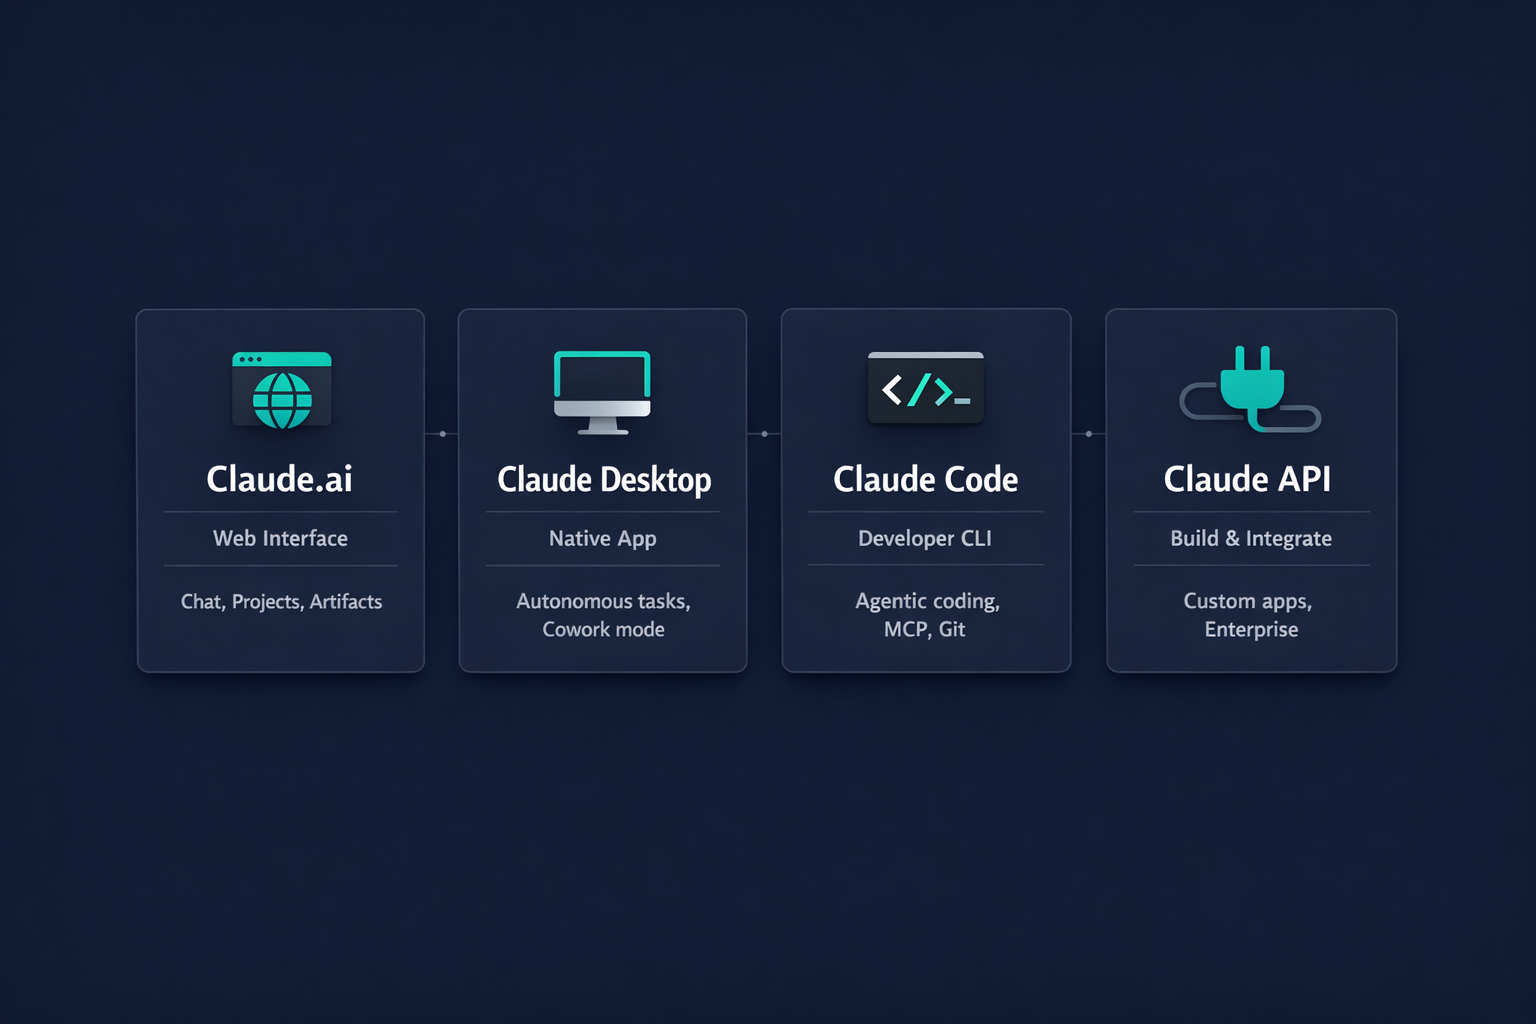 Claude.ai
Web Interface
Chat, Projects, Artifacts
Claude Desktop
Native App
Autonomous tasks,
Cowork mode
</>_
Claude Code
Developer CLI
Agentic coding,
MCP, Git
Claude API
Build & Integrate
Custom apps,
Enterprise